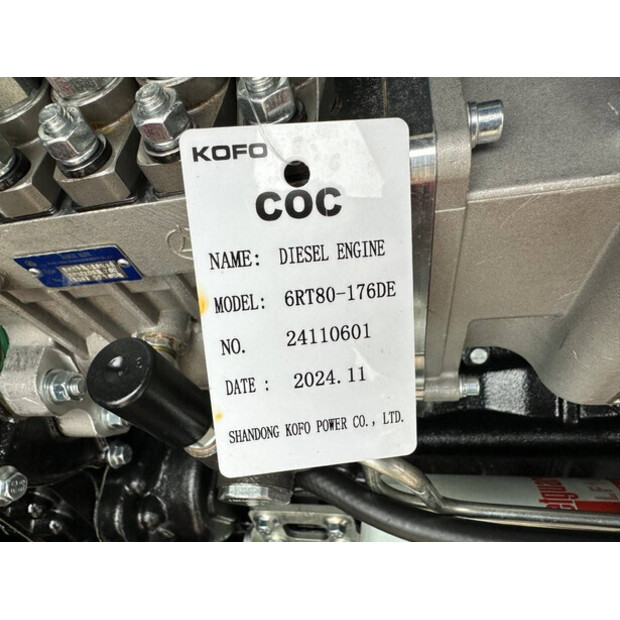 KOFO
COC
NAME: DIESEL ENGINE
MODEL: 6RT80-176DE
NO. 24110601
DATE : 2024.11
SHANDONG KOFO POWER CO., LTD.